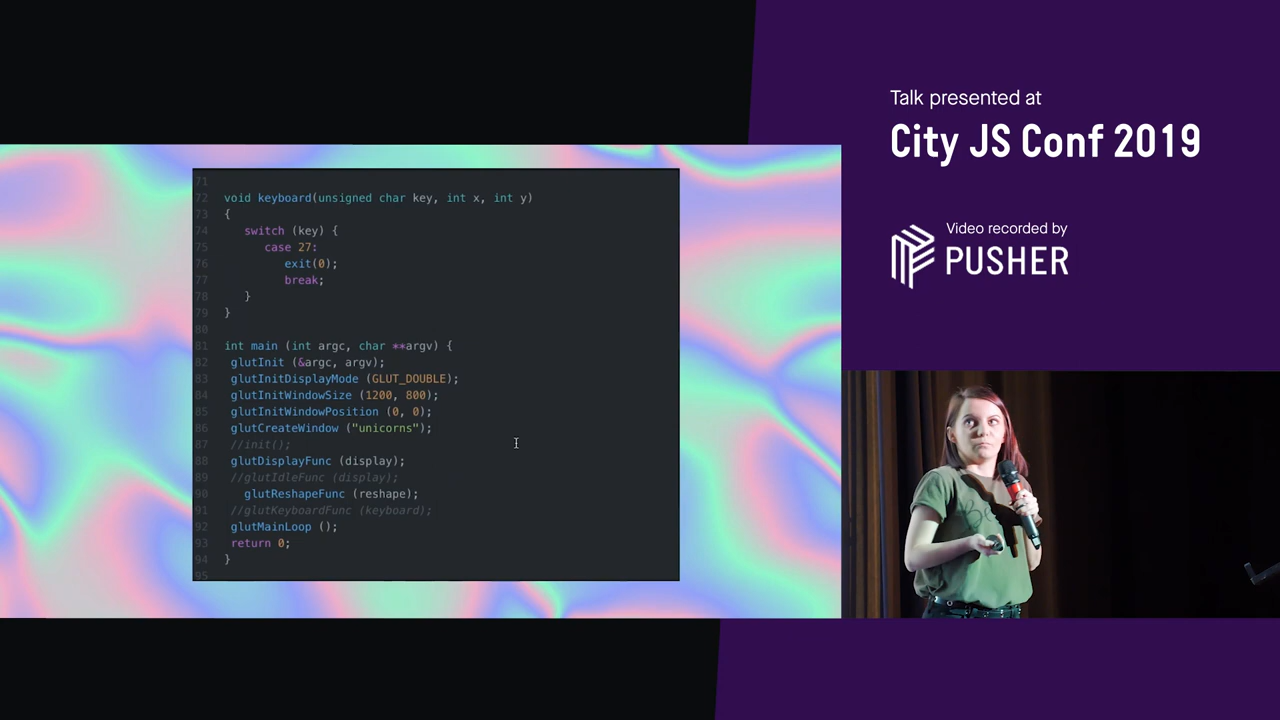 71
72 void keyboard(unsigned char key, int x, int y)
73 {
74 switch (key) {
75 case 27:
76 exit(0);
77 break;
78 }
79 }
80
81 int main (int argc, char **argv) {
82 glutInit (&argc, argv);
83 glutInitDisplayMode (GLUT_DOUBLE);
84 glutInitWindowSize (1200, 800);
85 glutInitWindowPosition (0, 0);
86 glutCreateWindow ("unicorns");
87 //init();
88 glutDisplayFunc (display);
89 //glutIdleFunc (display);
90 glutReshapeFunc (reshape);
91 //glutKeyboardFunc (keyboard);
92 glutMainLoop ();
93 return 0;
94 }
95
Talk presented at
City JS Conf 2019
Video recorded by
PUSHER